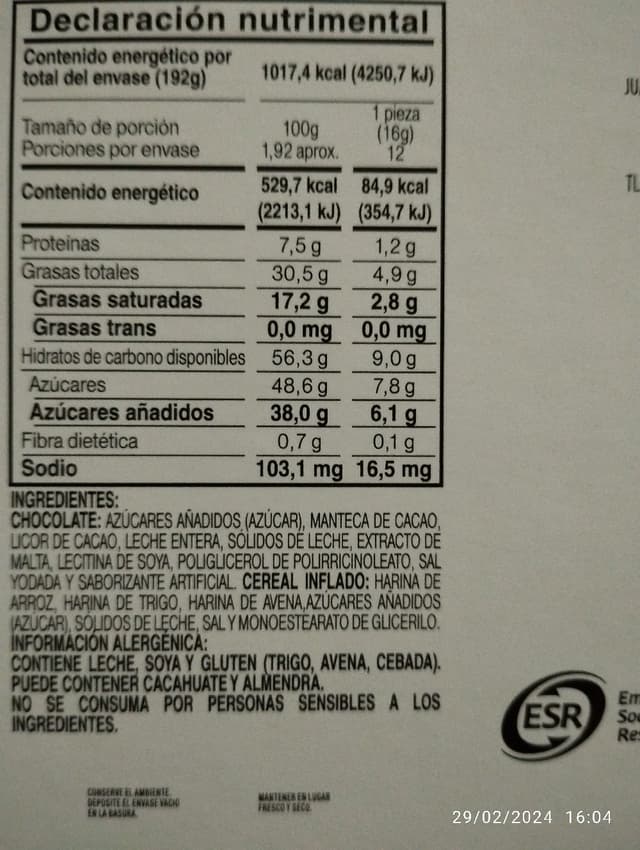 Declaración nutrimental
Contenido energético por
total del envase (192g)
1017,4 kcal (4250,7 kJ)
Tamaño de porción 100g 1 pieza (16g)
Porciones por envase 1,92 aprox. 12
Contenido energético 529,7 kcal 84,9 kcal
(2213,1 kJ) (354,7 kJ)
Proteínas 7,5 g 1,2 g
Grasas totales 30,5 g 4,9 g
Grasas saturadas 17,2 g 2,8 g
Grasas trans 0,0 mg 0,0 mg
Hidratos de carbono disponibles 56,3 g 9,0 g
Azúcares 48,6 g 7,8 g
Azúcares añadidos 38,0 g 6,1 g
Fibra dietética 0,7 g 0,1 g
Sodio 103,1 mg 16,5 mg
INGREDIENTES:
CHOCOLATE: AZÚCARES AÑADIDOS (AZÚCAR), MANTECA DE CACAO,
LICOR DE CACAO, LECHE ENTERA, SÓLIDOS DE LECHE, EXTRACTO DE
MALTA, LECITINA DE SOYA, POLIGLICEROL DE POLIRRICINOLEATO, SAL
YODADA Y SABORIZANTE ARTIFICIAL. CEREAL INFLADO: HARINA DE
ARROZ, HARINA DE TRIGO, HARINA DE AVENA,AZÚCARES AÑADIDOS
(AZÚCAR), SÓLIDOS DE LECHE, SAL Y MONOESTEARATO DE GLICERILO.
INFORMACIÓN ALERGÉNICA:
CONTIENE LECHE, SOYA Y GLUTEN (TRIGO, AVENA, CEBADA).
PUEDE CONTENER CACAHUATE Y ALMENDRA.
NO SE CONSUMA POR PERSONAS SENSIBLES A LOS
INGREDIENTES.
CONSERVE EL AMBIENTE.
DEPOSITE EL ENVASE VACIO
EN LA BASURA.
MANTENER EN LUGAR
FRESCO Y SECO.
JU
TL
ESR
Em
So
Re
29/02/2024 16:04